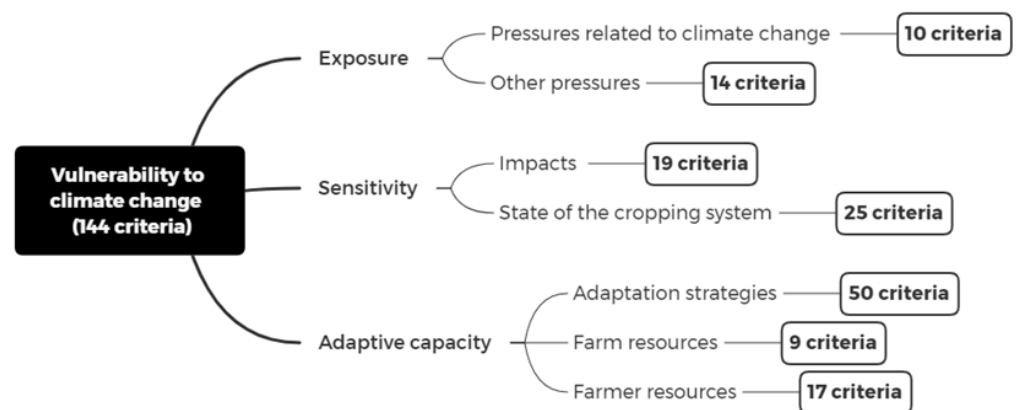 Vulnerability to
climate change
(144 criteria)
Exposure
Pressures related to climate change
10 criteria
Other pressures
14 criteria
Sensitivity
Impacts
19 criteria
State of the cropping system
25 criteria
Adaptive capacity
Adaptation strategies
50 criteria
Farm resources
9 criteria
Farmer resources
17 criteria